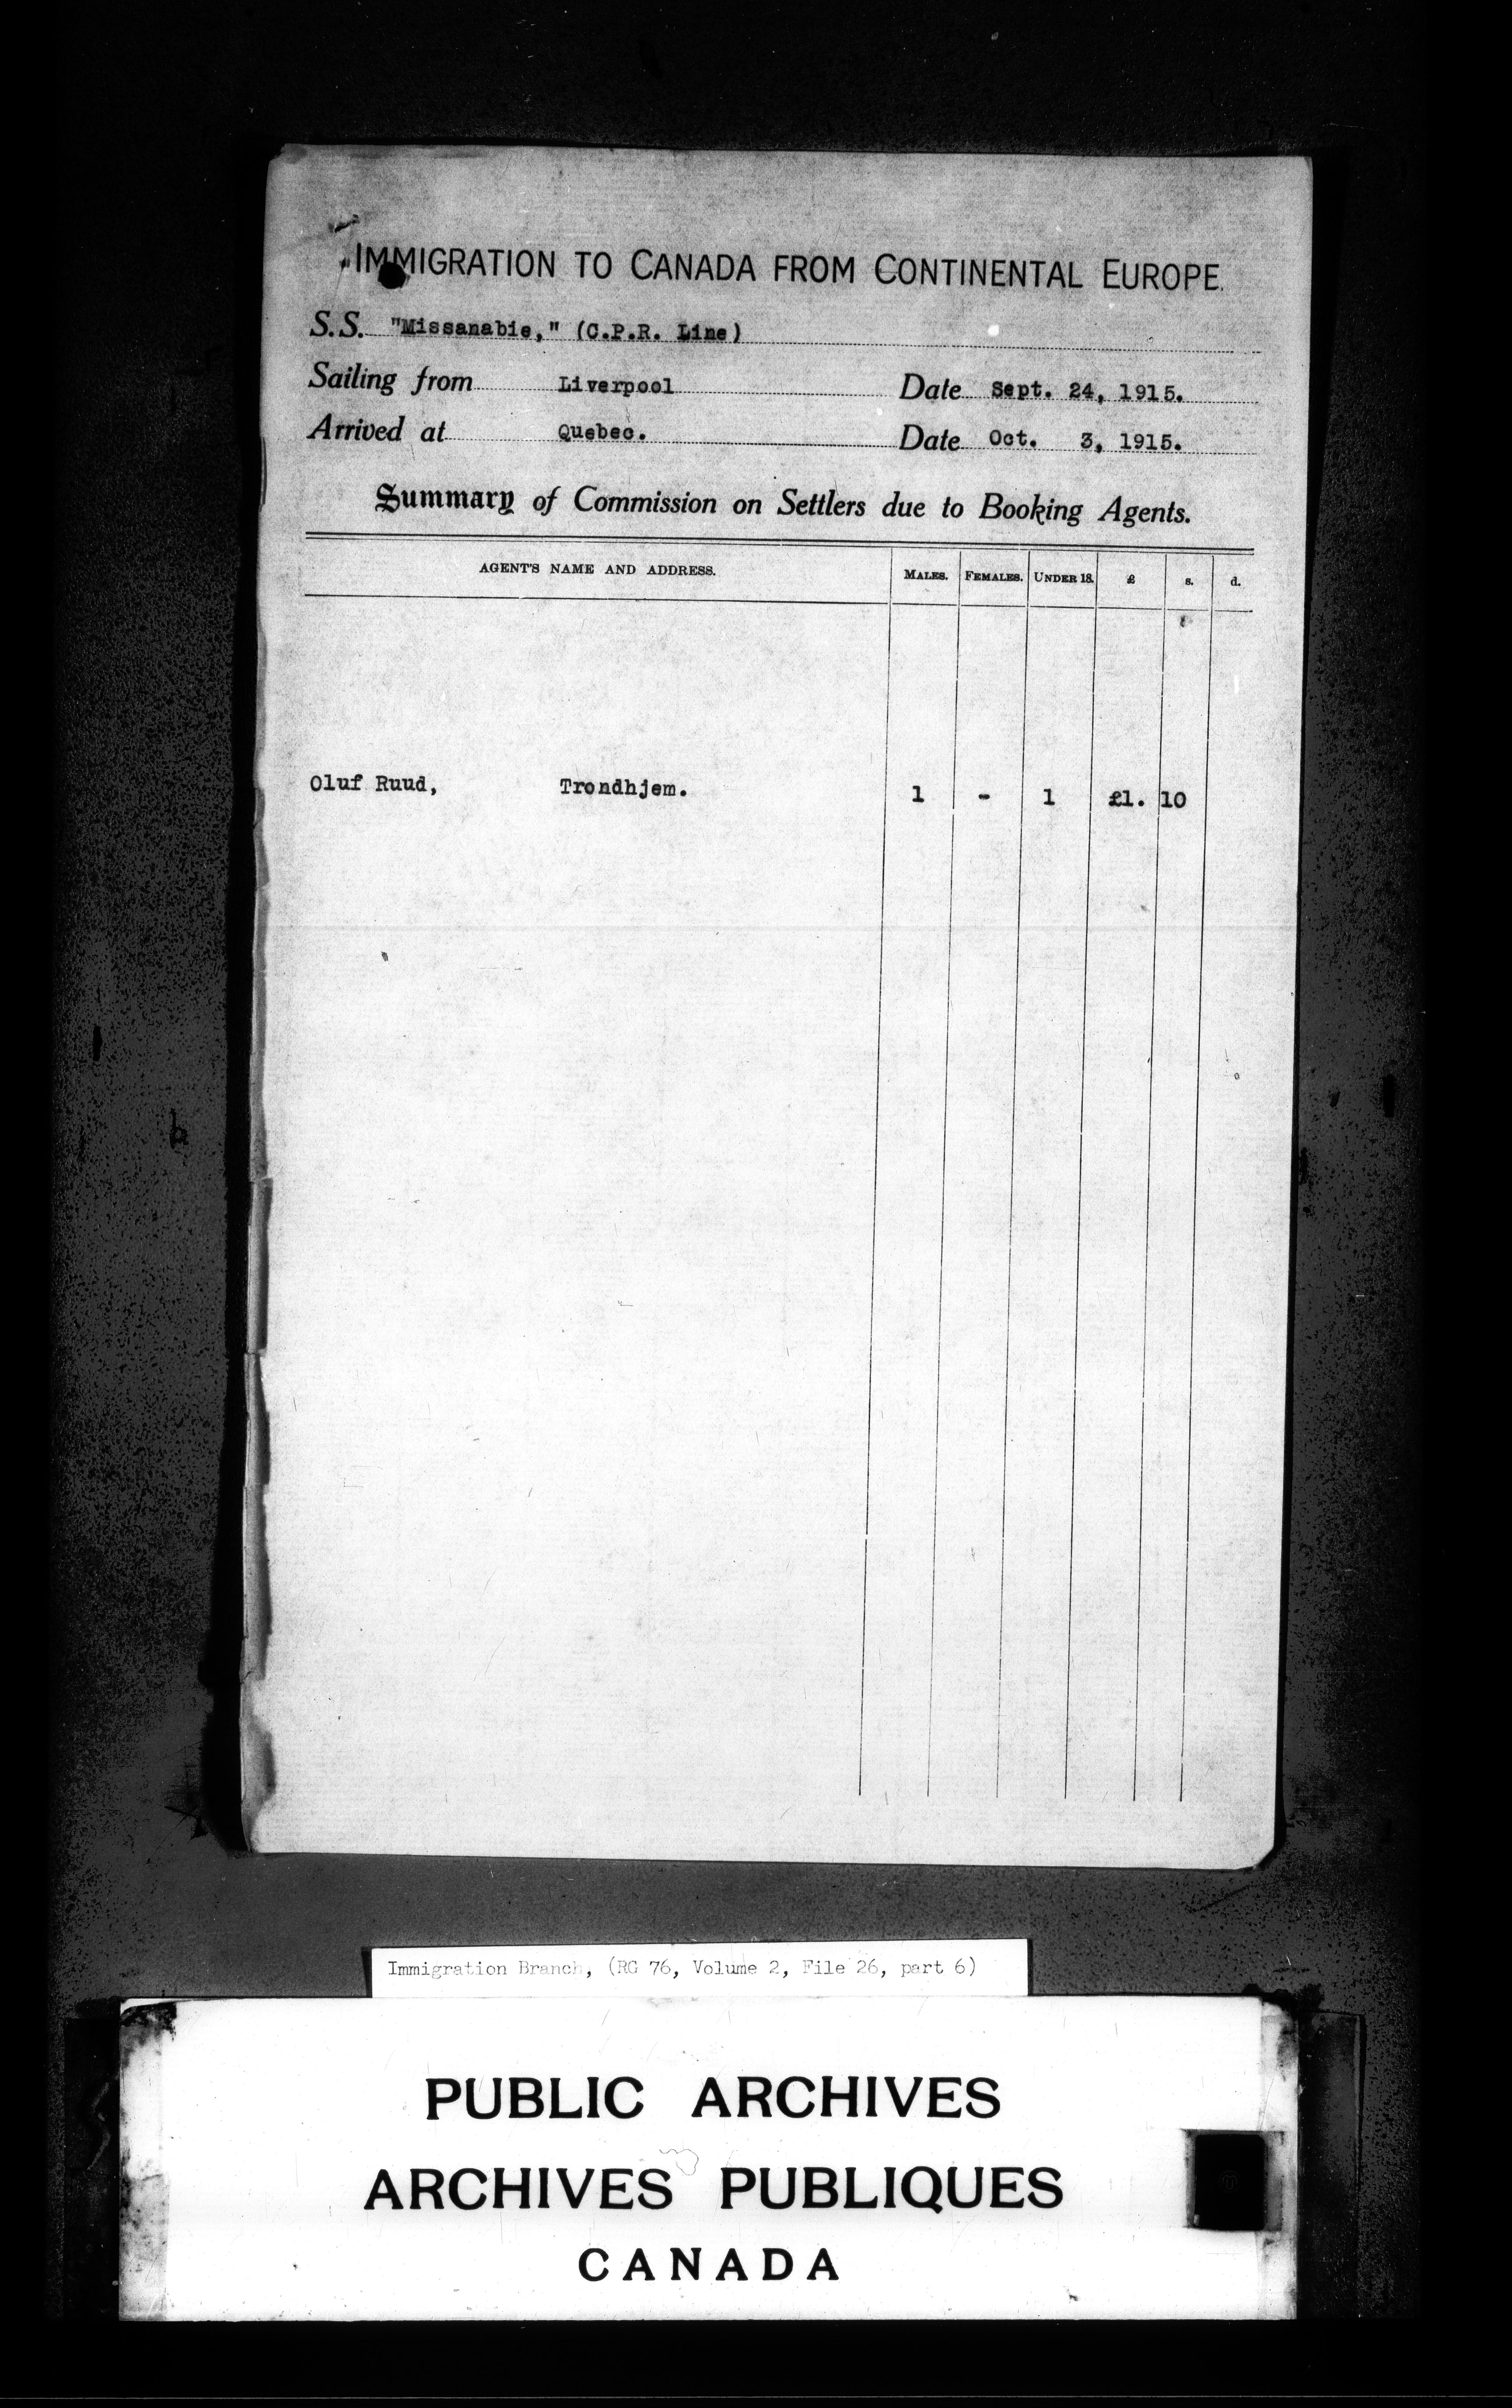 IMMIGRATION TO CANADA FROM CONTINENTAL EUROPE.
S.S. "Missanabie," (C.P.R. Line)
Sailing from Liverpool Date Sept. 24, 1915.
Arrived at Quebec. Date Oct. 3, 1915.
Summary of Commission on Settlers due to Booking Agents.
AGENT'S NAME AND ADDRESS. MALES. FEMALES. UNDER 18. £ s. d.
Oluf Ruud, Trondhjem. 1 - 1 £1. 10
Immigration Branch, (RG 76, Volume 2, File 26, part 6)
PUBLIC ARCHIVES
ARCHIVES PUBLIQUES
CANADA